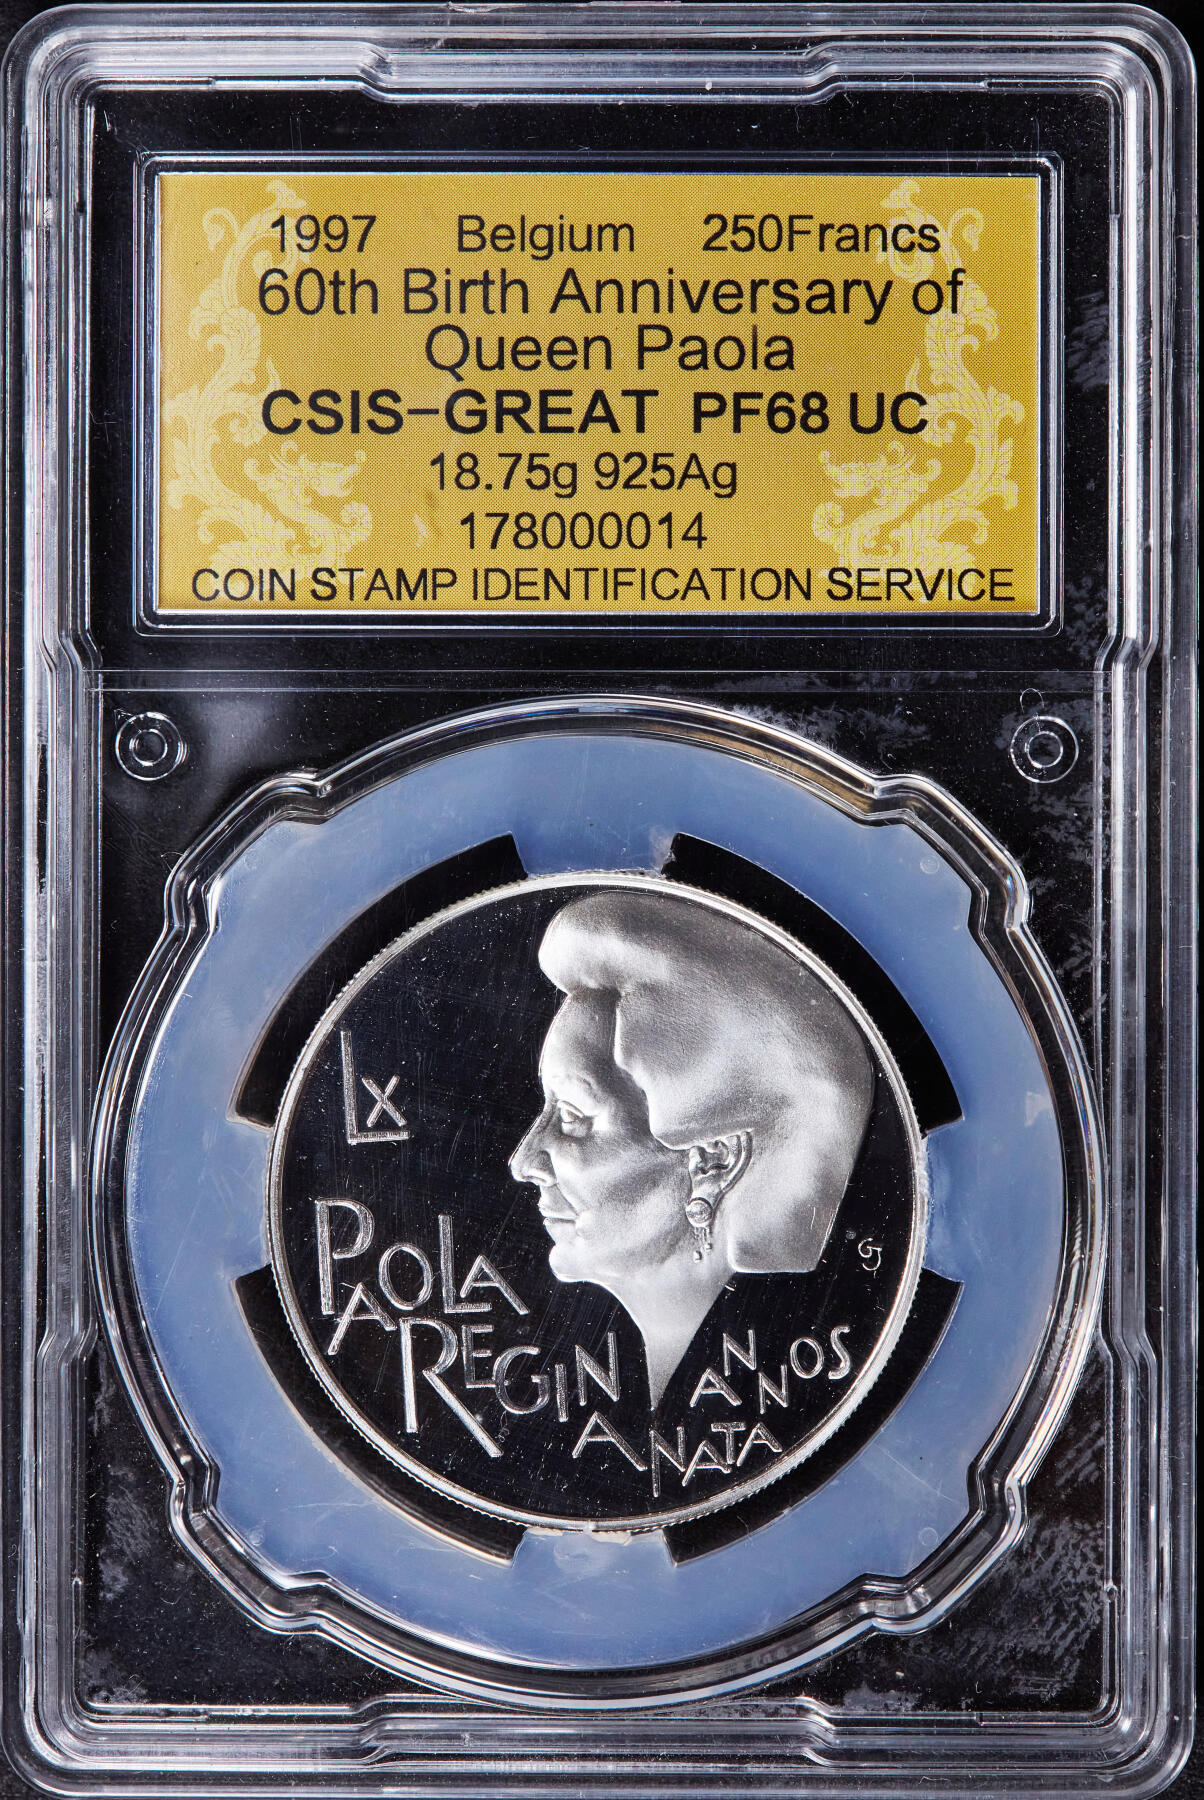 1997 Belgium 250Francs
60th Birth Anniversary of
Queen Paola
CSIS-GREAT PF68 UC
18.75g 925Ag
178000014
COIN STAMP IDENTIFICATION SERVICE
LX
PAOLA
REGINA
ANNOS
NATA
GJ